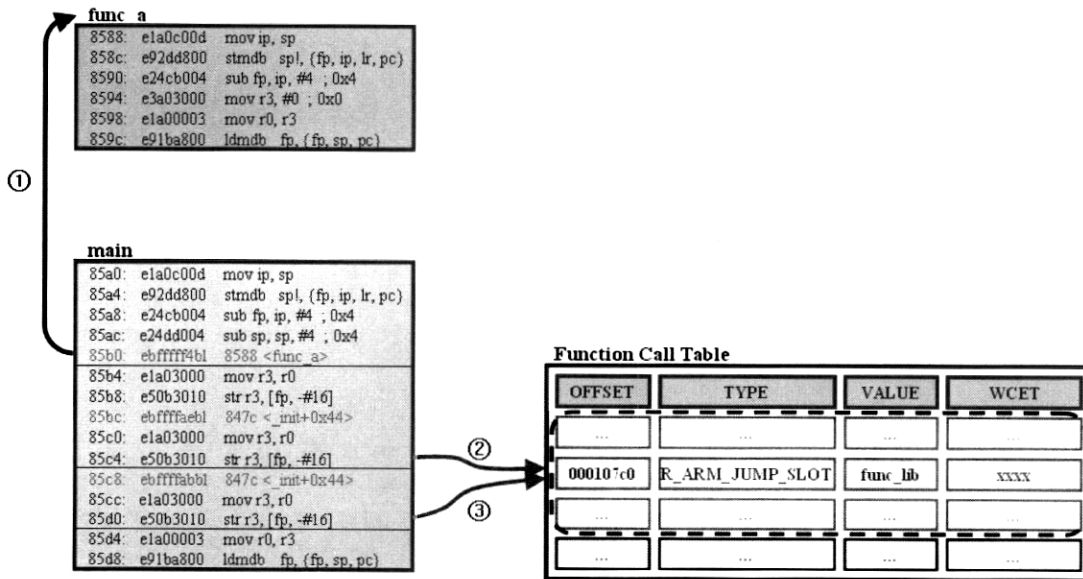 func_a
8588: e1a0c00d mov ip, sp
858c: e92dd800 stmdb sp!, {fp, ip, lr, pc}
8590: e24cb004 sub fp, ip, #4 ; 0x4
8594: e3a03000 mov r3, #0 ; 0x0
8598: e1a00003 mov r0, r3
859c: e91ba800 ldmdb fp, {fp, sp, pc}
①
main
85a0: e1a0c00d mov ip, sp
85a4: e92dd800 stmdb sp!, {fp, ip, lr, pc}
85a8: e24cb004 sub fp, ip, #4 ; 0x4
85ac: e24dd004 sub sp, sp, #4 ; 0x4
85b0: ebfffff4bl 8588 <func_a>
85b4: e1a03000 mov r3, r0
85b8: e50b3010 str r3, [fp, -#16]
85bc: ebffffaebl 847c <_init+0x44>
85c0: e1a03000 mov r3, r0
85c4: e50b3010 str r3, [fp, -#16]
85c8: ebffffabbl 847c <_init+0x44>
85cc: e1a03000 mov r3, r0
85d0: e50b3010 str r3, [fp, -#16]
85d4: e1a00003 mov r0, r3
85d8: e91ba800 ldmdb fp, {fp, sp, pc}
②
③
Function Call Table
OFFSET TYPE VALUE WCET
... ... ... ...
000107c0 R_ARM_JUMP_SLOT func_lib xxxx
... ... ... ...
... ... ... ...